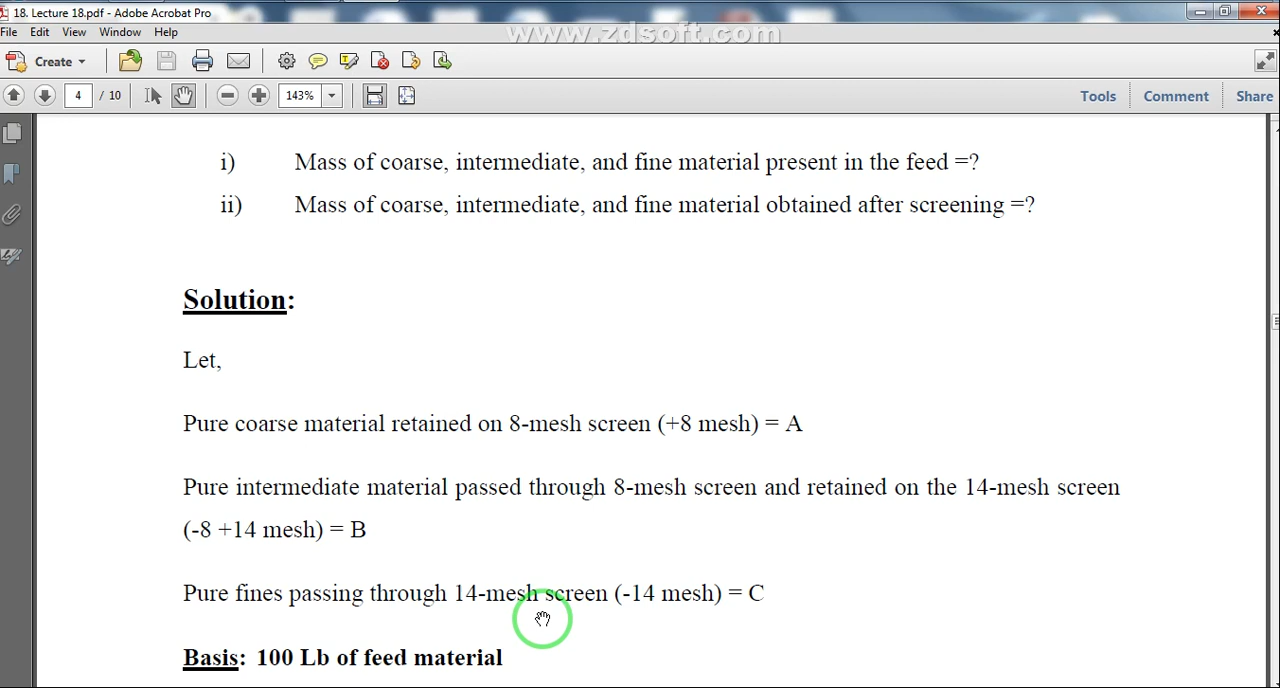 18. Lecture 18.pdf - Adobe Acrobat Pro
www.zdsoft.com
File Edit View Window Help
Create
4 / 10 143% Tools Comment Share
i) Mass of coarse, intermediate, and fine material present in the feed =?
ii) Mass of coarse, intermediate, and fine material obtained after screening =?
Solution:
Let,
Pure coarse material retained on 8-mesh screen (+8 mesh) = A
Pure intermediate material passed through 8-mesh screen and retained on the 14-mesh screen
(-8 +14 mesh) = B
Pure fines passing through 14-mesh screen (-14 mesh) = C
Basis: 100 Lb of feed material